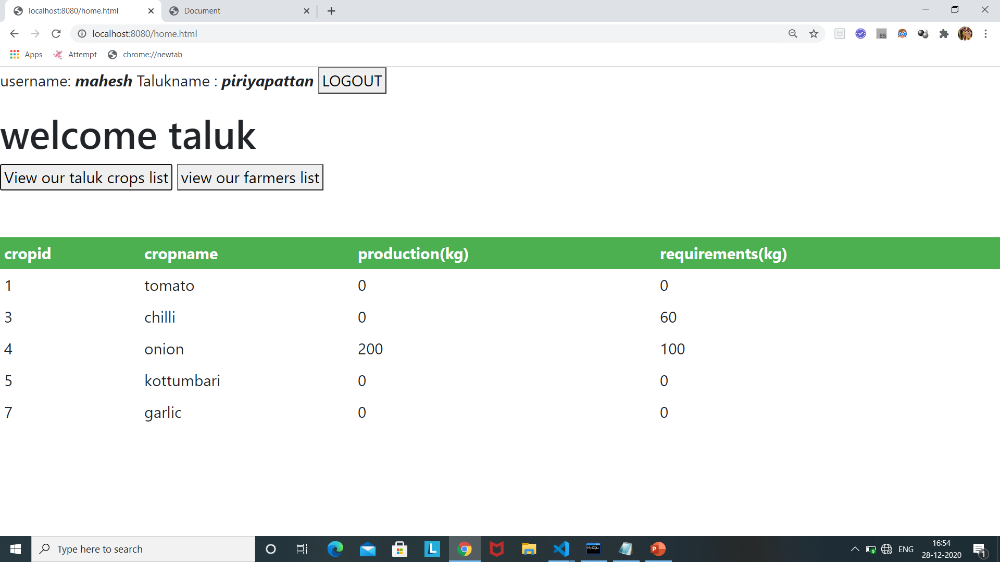 localhost:8080/home.html
Document
localhost:8080/home.html
ES
Apps
Attempt
chrome://newtab
username: mahesh Talukname : piriyapattan LOGOUT
welcome taluk
View our taluk crops list view our farmers list
cropid cropname production(kg) requirements(kg)
1 tomato 0 0
3 chilli 0 60
4 onion 200 100
5 kottumbari 0 0
7 garlic 0 0
Type here to search
L
MySQL
P
ENG
16:54
28-12-2020
1